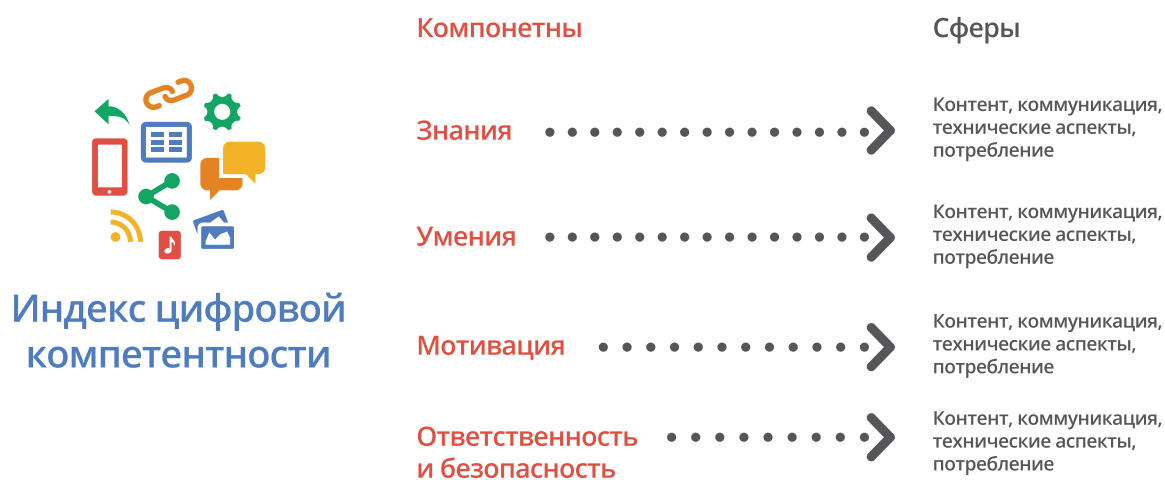 Компонетны
Сферы
Знания
Контент, коммуникация,
технические аспекты,
потребление
Умения
Контент, коммуникация,
технические аспекты,
потребление
Индекс цифровой
компетентности
Мотивация
Контент, коммуникация,
технические аспекты,
потребление
Ответственность
и безопасность
Контент, коммуникация,
технические аспекты,
потребление